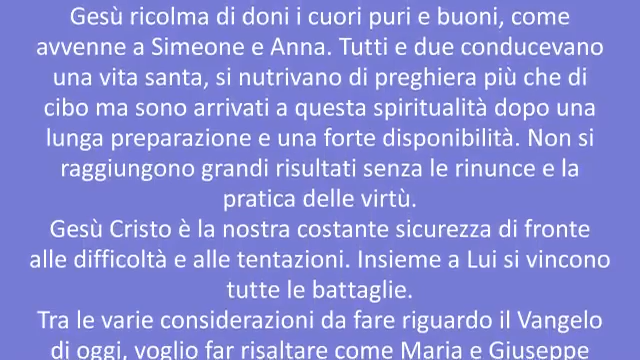 Gesù ricolma di doni i cuori puri e buoni, come
avvenne a Simeone e Anna. Tutti e due conducevano
una vita santa, si nutrivano di preghiera più che di
cibo ma sono arrivati a questa spiritualità dopo una
lunga preparazione e una forte disponibilità. Non si
raggiungono grandi risultati senza le rinunce e la
pratica delle virtù.
Gesù Cristo è la nostra costante sicurezza di fronte
alle difficoltà e alle tentazioni. Insieme a Lui si vincono
tutte le battaglie.
Tra le varie considerazioni da fare riguardo il Vangelo
di oggi, voglio far risaltare come Maria e Giuseppe